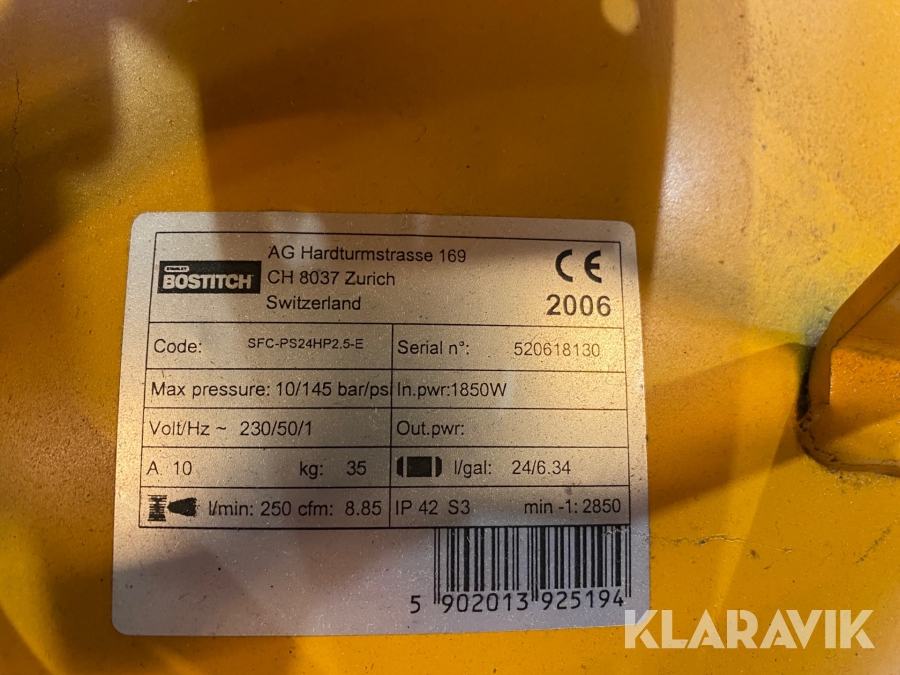 STANLEY
BOSTITCH
AG Hardturmstrasse 169
CH 8037 Zurich
Switzerland
CE
2006
Code: SFC-PS24HP2.5-E
Serial n°: 520618130
Max pressure: 10/145 bar/psi
In.pwr:1850W
Volt/Hz ~ 230/50/1
Out.pwr:
A 10 kg: 35
l/gal: 24/6.34
l/min: 250 cfm: 8.85
IP 42 S3 min -1: 2850
5 902013 925194
KLARAVIK